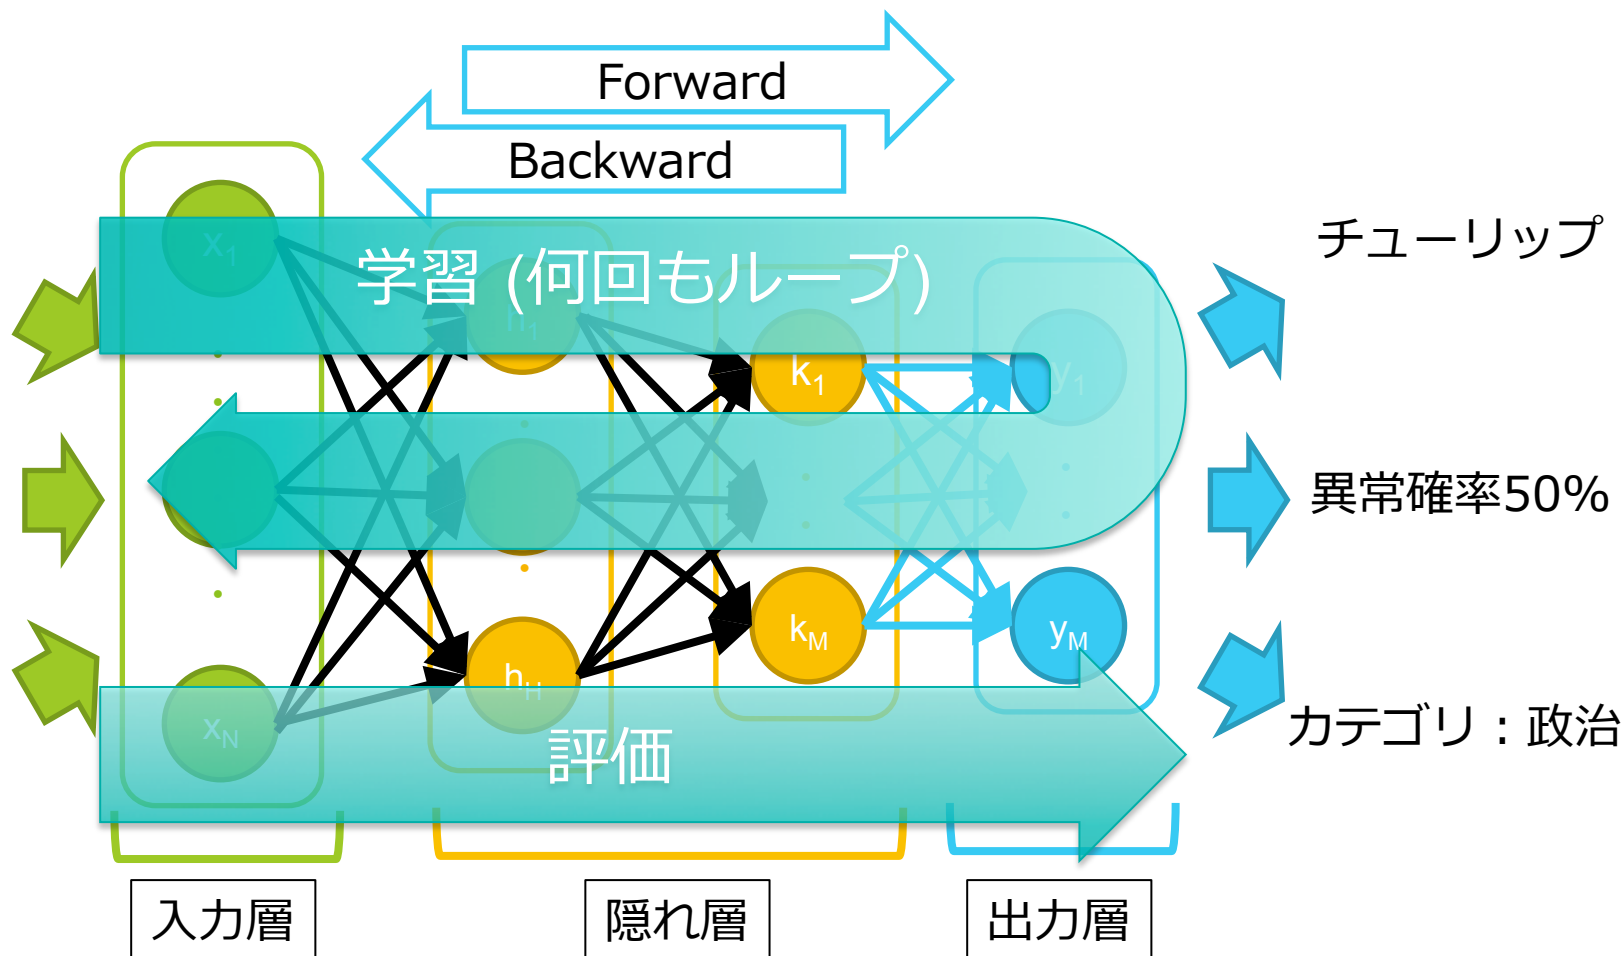 Forward
Backward
チューリップ
学習 (何回もループ)
x1
h1
k1
y1
異常確率50%
kM
yM
hH
xN
カテゴリ：政治
評価
入力層
隠れ層
出力層